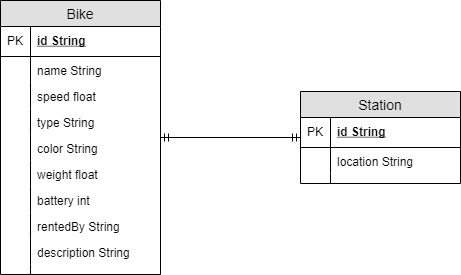 Bike
PK id String
name String
speed float
type String
color String
weight float
battery int
rentedBy String
description String
Station
PK id String
location String